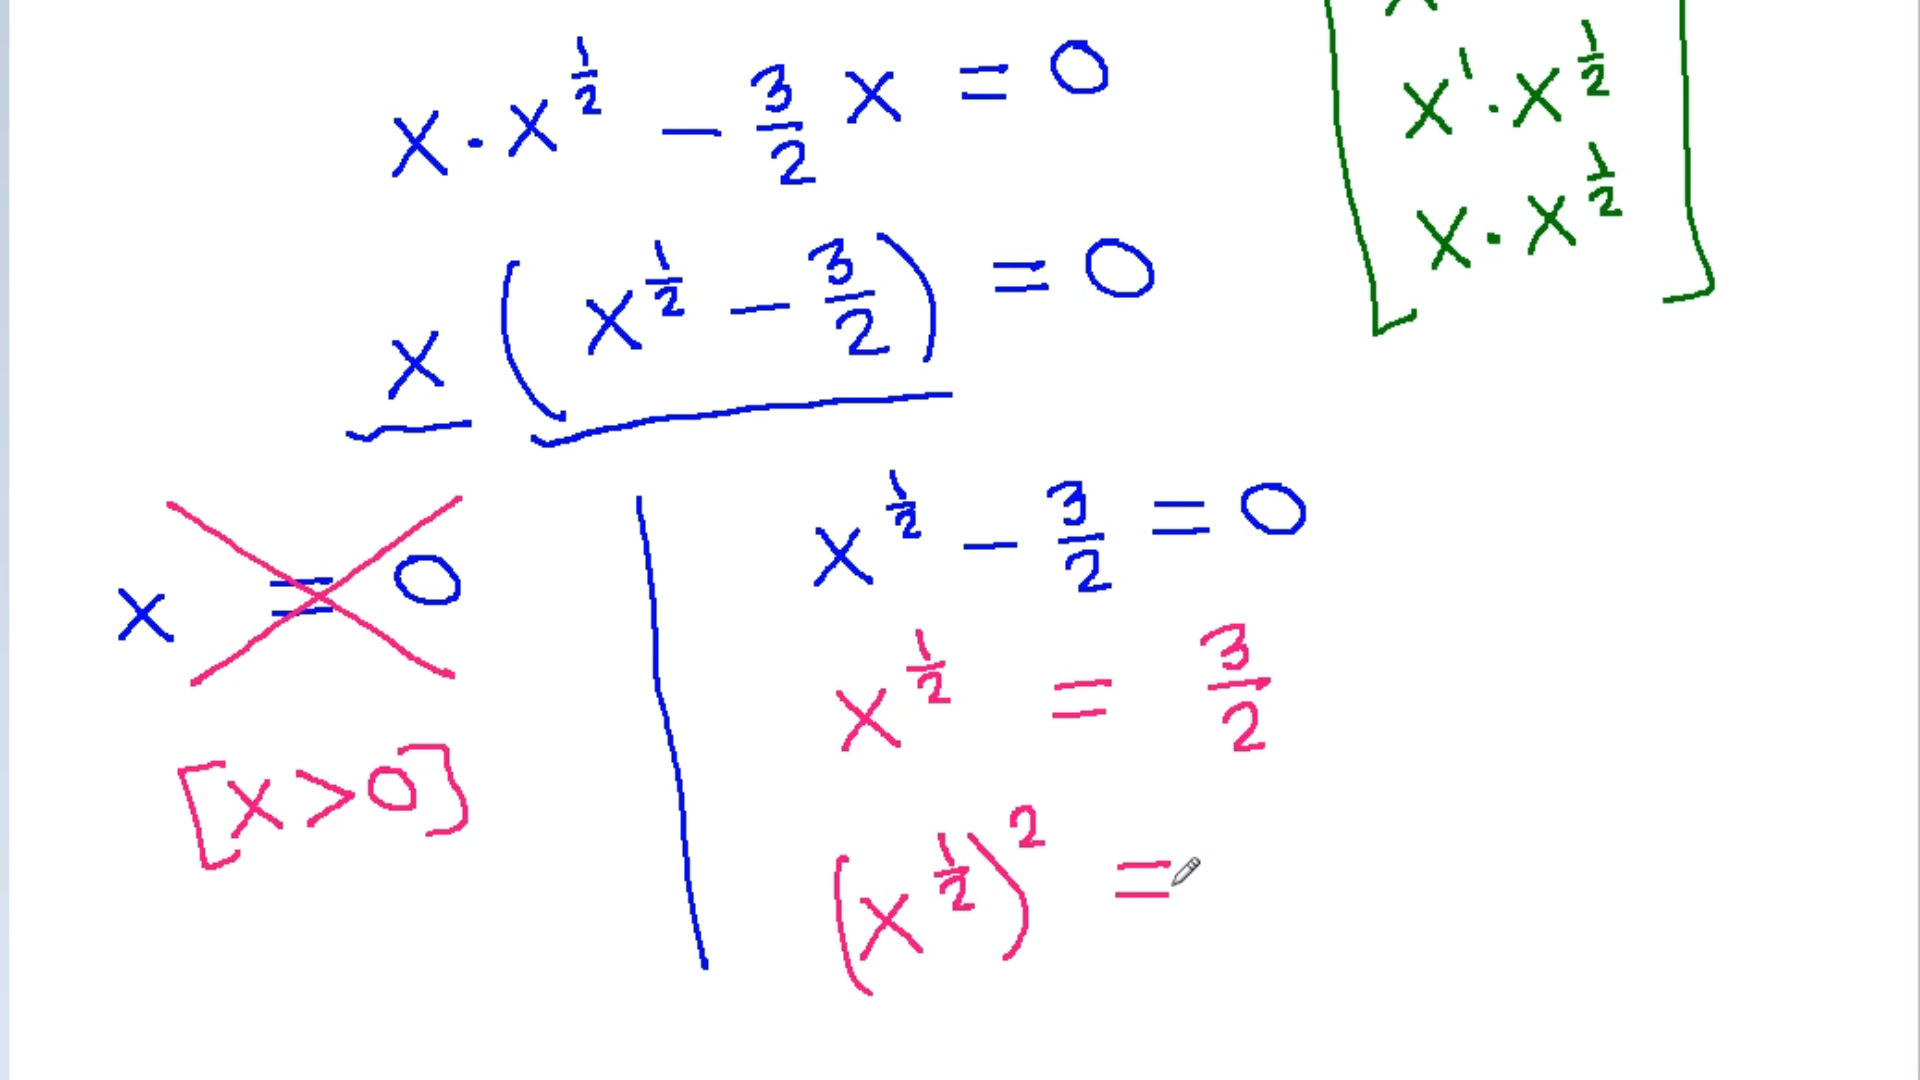 x · x^{1/2} − 3/2 x = 0
x (x^{1/2} − 3/2) = 0
x = 0
[x > 0]
x^{1/2} − 3/2 = 0
x^{1/2} = 3/2
(x^{1/2})^2 =
x^1 · x^{1/2}
x · x^{1/2}